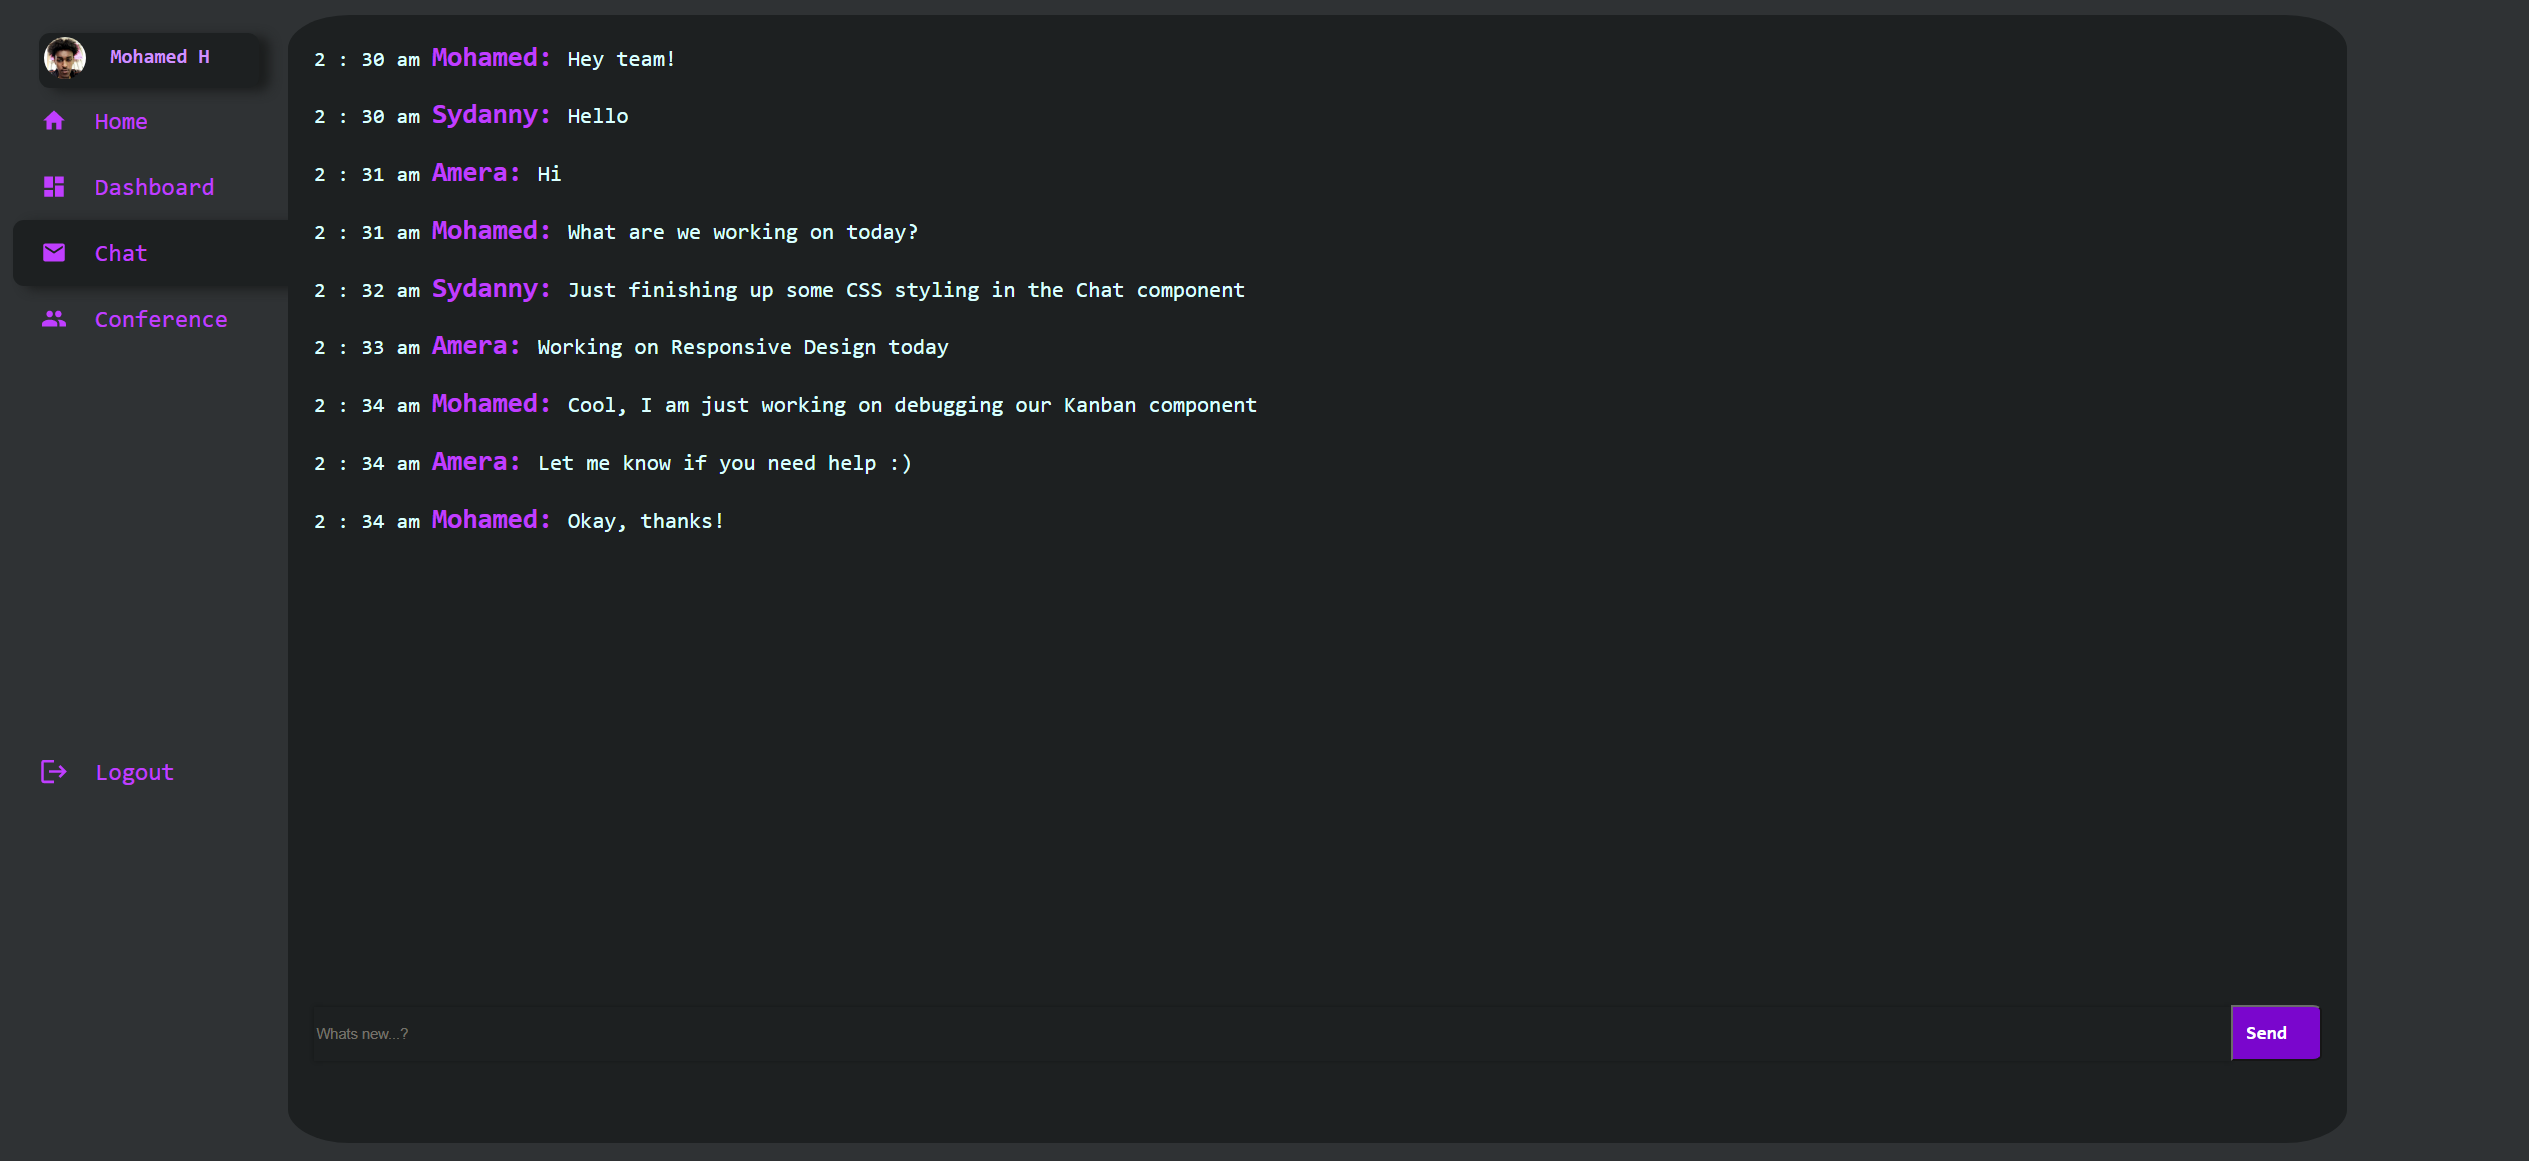 Mohamed H
Home
Dashboard
Chat
Conference
Logout
2 : 30 am Mohamed: Hey team!
2 : 30 am Sydanny: Hello
2 : 31 am Amera: Hi
2 : 31 am Mohamed: What are we working on today?
2 : 32 am Sydanny: Just finishing up some CSS styling in the Chat component
2 : 33 am Amera: Working on Responsive Design today
2 : 34 am Mohamed: Cool, I am just working on debugging our Kanban component
2 : 34 am Amera: Let me know if you need help :)
2 : 34 am Mohamed: Okay, thanks!
Whats new...?
Send